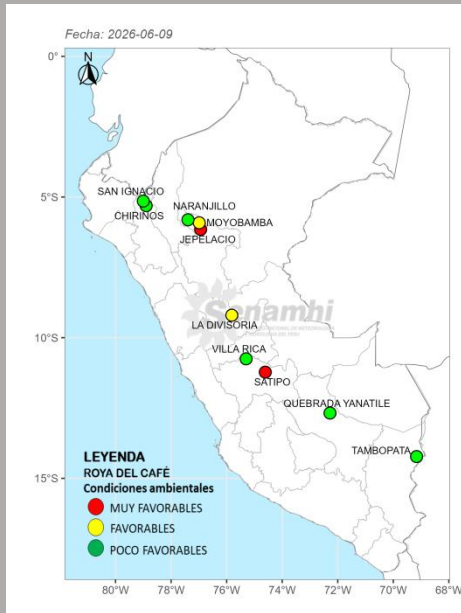 Fecha: 2026-06-09
N
0°
SAN IGNACIO
NARANJILLO
5°S
CHIRINOS
MOYOBAMBA
JEPELACIO
Senamhi
LA DIVISORIA
VILLA RICA
10°S
SATIPO
QUEBRADA YANATILE
TAMBOPATA
LEYENDA
ROYA DEL CAFÉ
Condiciones ambientales
15°S
MUY FAVORABLES
FAVORABLES
POCO FAVORABLES
80°W 78°W 76°W 74°W 72°W 70°W 68°W